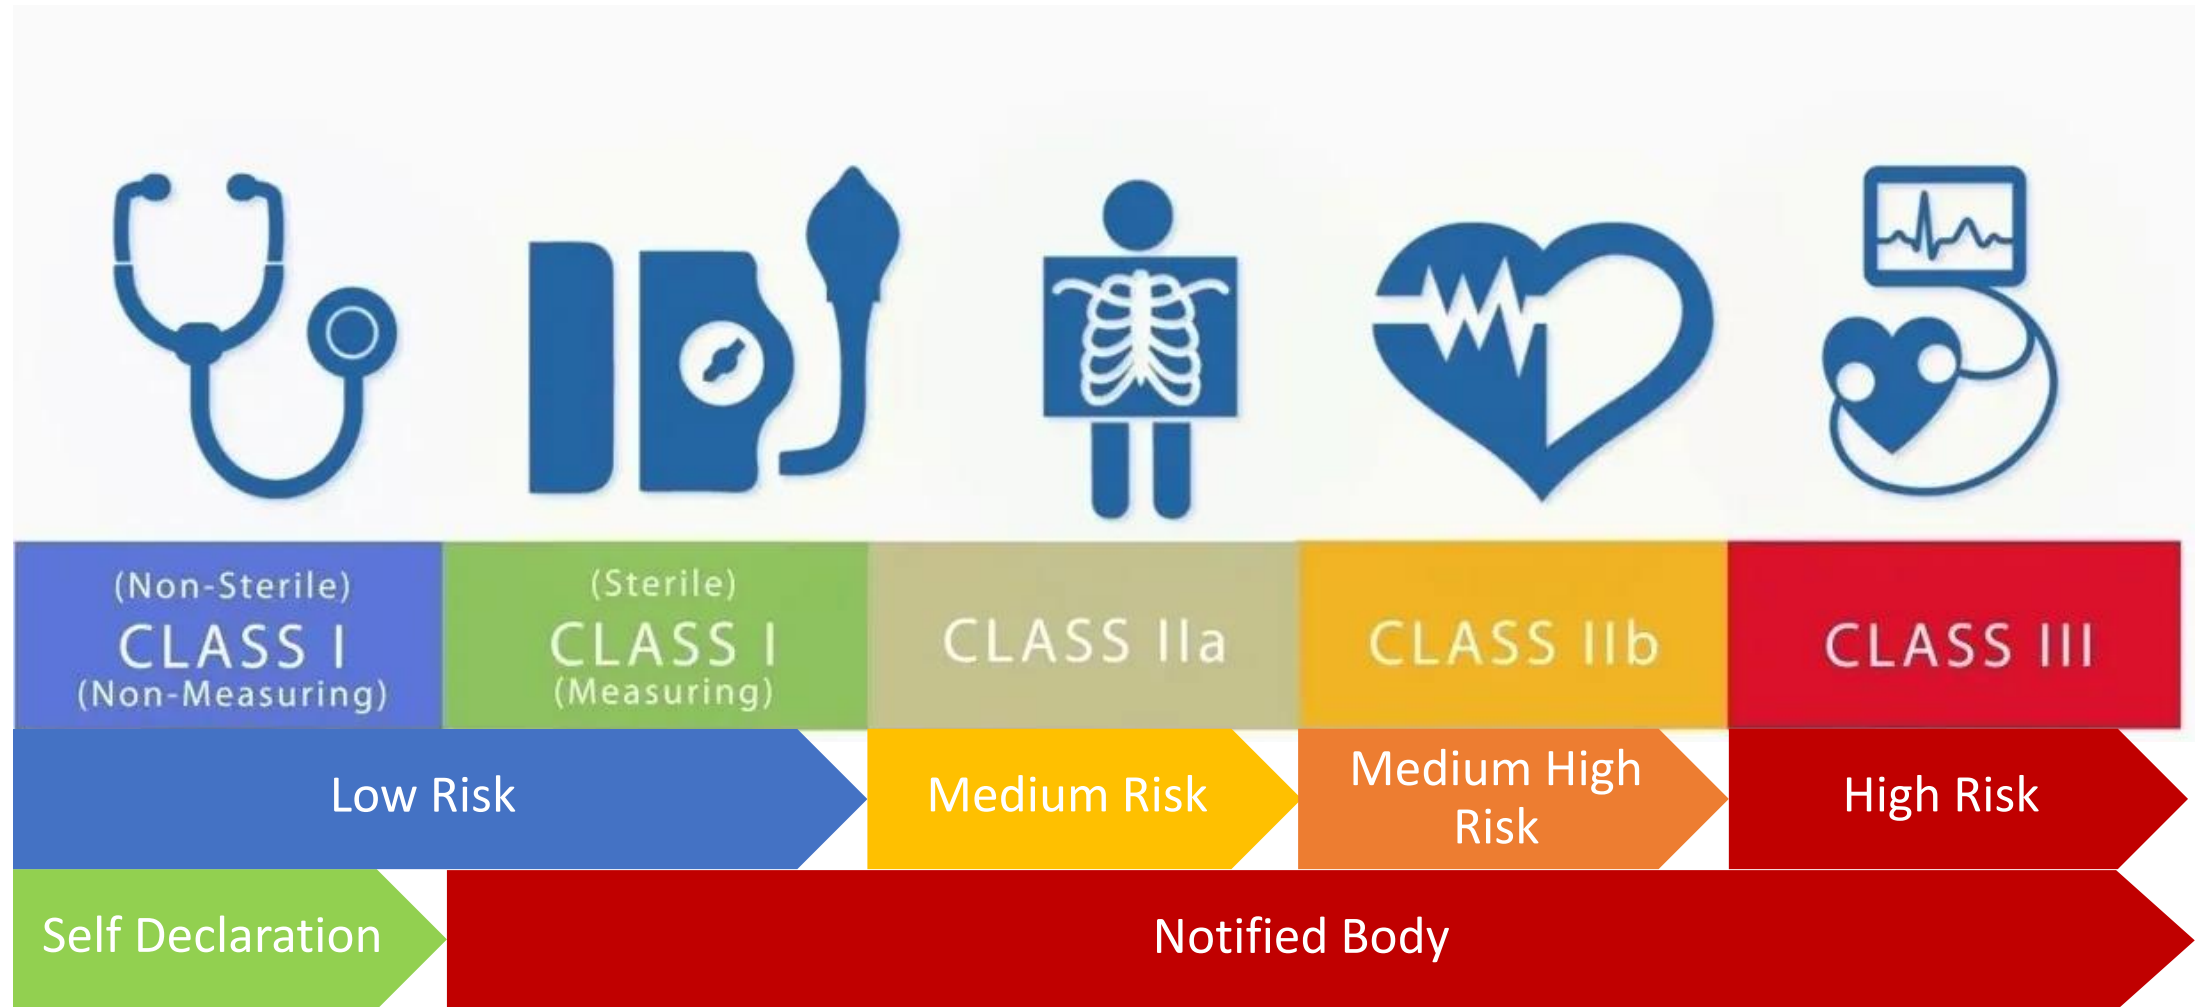 (Non-Sterile)
CLASS I
(Non-Measuring)
(Sterile)
CLASS I
(Measuring)
CLASS IIa
CLASS IIb
CLASS III
Low Risk
Medium Risk
Medium High
Risk
High Risk
Self Declaration
Notified Body